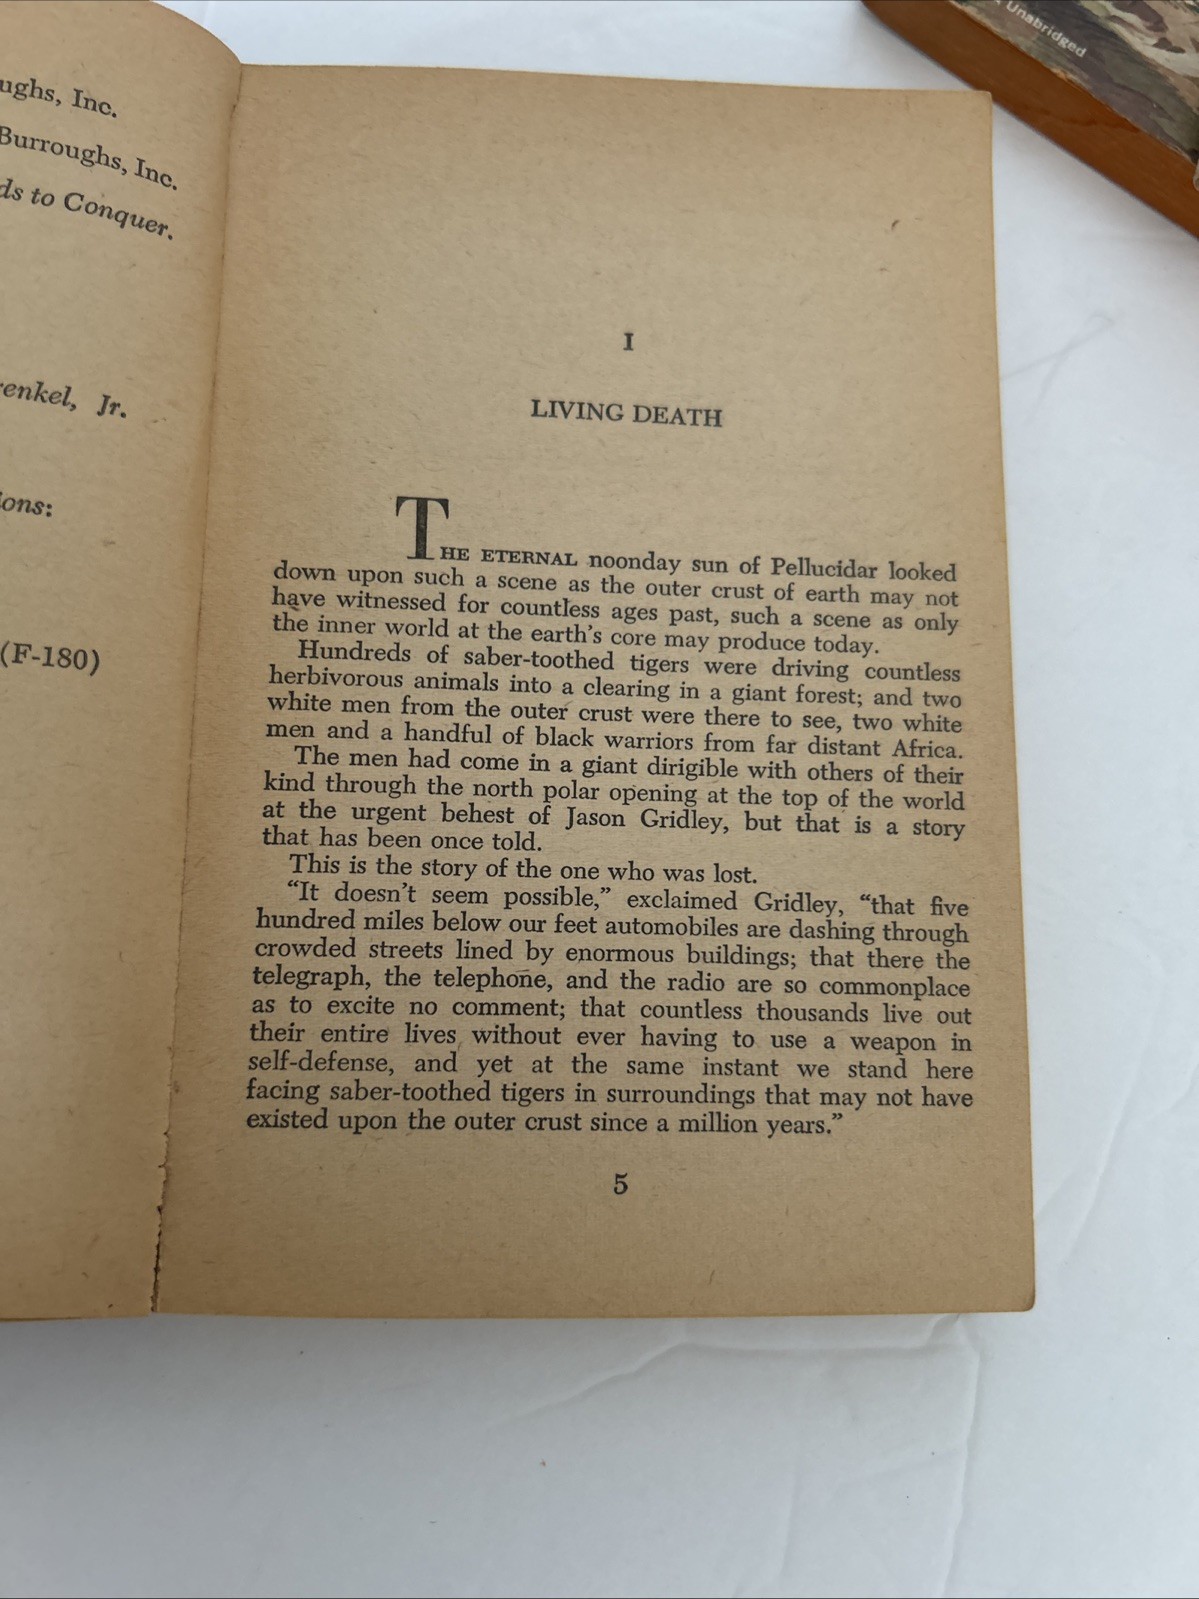 ughs, Inc.
Burroughs, Inc.
ds to Conquer.
renkel, Jr.
ions:
(F-180)
Unabridged
I
LIVING DEATH
THE ETERNAL noonday sun of Pellucidar looked
down upon such a scene as the outer crust of earth may not
have witnessed for countless ages past, such a scene as only
the inner world at the earth's core may produce today.
Hundreds of saber-toothed tigers were driving countless
herbivorous animals into a clearing in a giant forest; and two
white men from the outer crust were there to see, two white
men and a handful of black warriors from far distant Africa.
The men had come in a giant dirigible with others of their
kind through the north polar opening at the top of the world
at the urgent behest of Jason Gridley, but that is a story
that has been once told.
This is the story of the one who was lost.
“It doesn't seem possible,” exclaimed Gridley, “that five
hundred miles below our feet automobiles are dashing through
crowded streets lined by enormous buildings; that there the
telegraph, the telephone, and the radio are so commonplace
as to excite no comment; that countless thousands live out
their entire lives without ever having to use a weapon in
self-defense, and yet at the same instant we stand here
facing saber-toothed tigers in surroundings that may not have
existed upon the outer crust since a million years.”
5